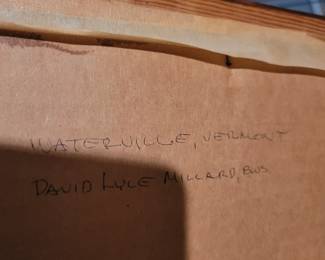 WATERVILLE, VERMONT
DAVID LYLE MILLARD, BWS